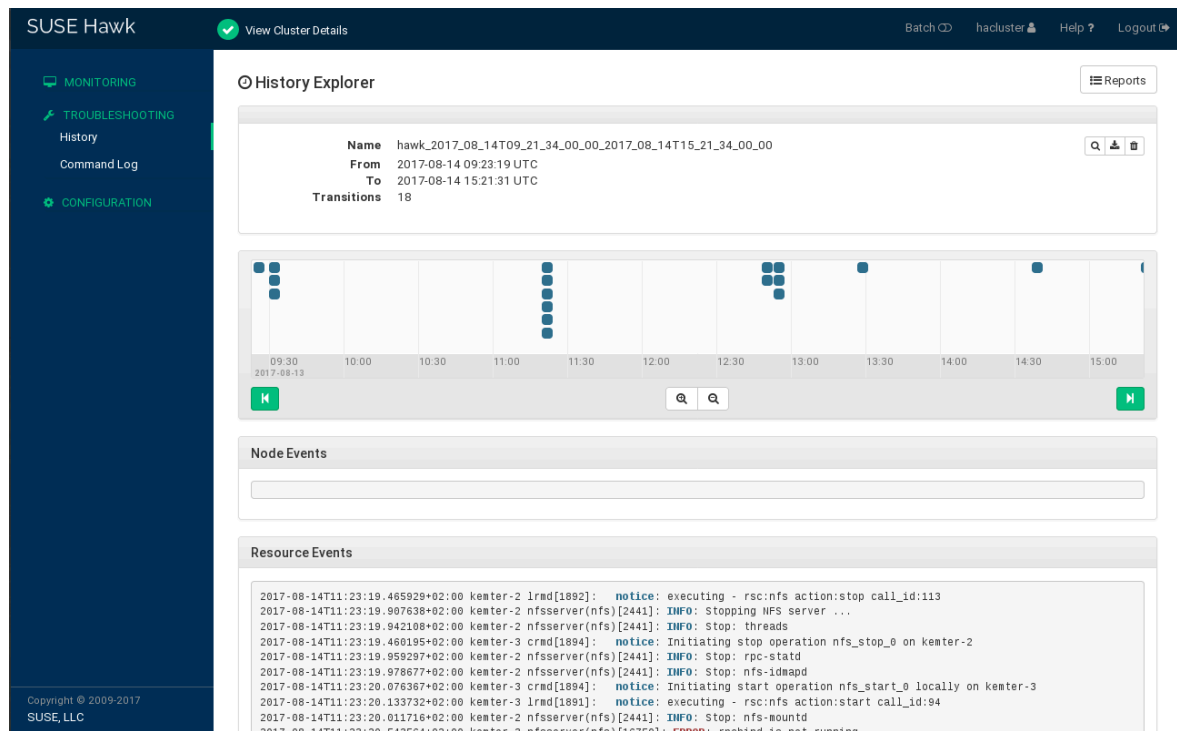 SUSE Hawk
View Cluster Details
Batch
hacluster
Help ?
Logout
MONITORING
TROUBLESHOOTING
History
Command Log
CONFIGURATION
History Explorer
Reports
Name hawk_2017_08_14T09_21_34_00_00_2017_08_14T15_21_34_00_00
From 2017-08-14 09:23:19 UTC
To 2017-08-14 15:21:31 UTC
Transitions 18
09:30 10:00 10:30 11:00 11:30 12:00 12:30 13:00 13:30 14:00 14:30 15:00
2017-08-13
Node Events
Resource Events
2017-08-14T11:23:19.465929+02:00 kemter-2 lrmd[1892]: notice: executing - rsc:nfs action:stop call_id:113
2017-08-14T11:23:19.907638+02:00 kemter-2 nfsserver(nfs)[2441]: INFO: Stopping NFS server ...
2017-08-14T11:23:19.942108+02:00 kemter-2 nfsserver(nfs)[2441]: INFO: Stop: threads
2017-08-14T11:23:19.460195+02:00 kemter-3 crmd[1894]: notice: Initiating stop operation nfs_stop_0 on kemter-2
2017-08-14T11:23:19.959297+02:00 kemter-2 nfsserver(nfs)[2441]: INFO: Stop: rpc-statd
2017-08-14T11:23:19.978677+02:00 kemter-2 nfsserver(nfs)[2441]: INFO: Stop: nfs-idmapd
2017-08-14T11:23:20.076367+02:00 kemter-3 crmd[1894]: notice: Initiating start operation nfs_start_0 locally on kemter-3
2017-08-14T11:23:20.133732+02:00 kemter-3 lrmd[1891]: notice: executing - rsc:nfs action:start call_id:94
2017-08-14T11:23:20.011716+02:00 kemter-2 nfsserver(nfs)[2441]: INFO: Stop: nfs-mountd
ERROR: rpcbind is not running
Copyright © 2009-2017
SUSE, LLC